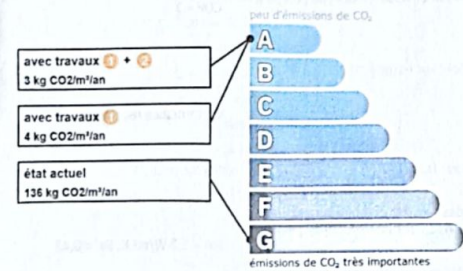 peu d'émissions de CO₂
avec travaux 1 + 2
3 kg CO2/m²/an
avec travaux 1
4 kg CO2/m²/an
état actuel
136 kg CO2/m²/an
A
B
C
D
E
F
G
émissions de CO₂ très importantes